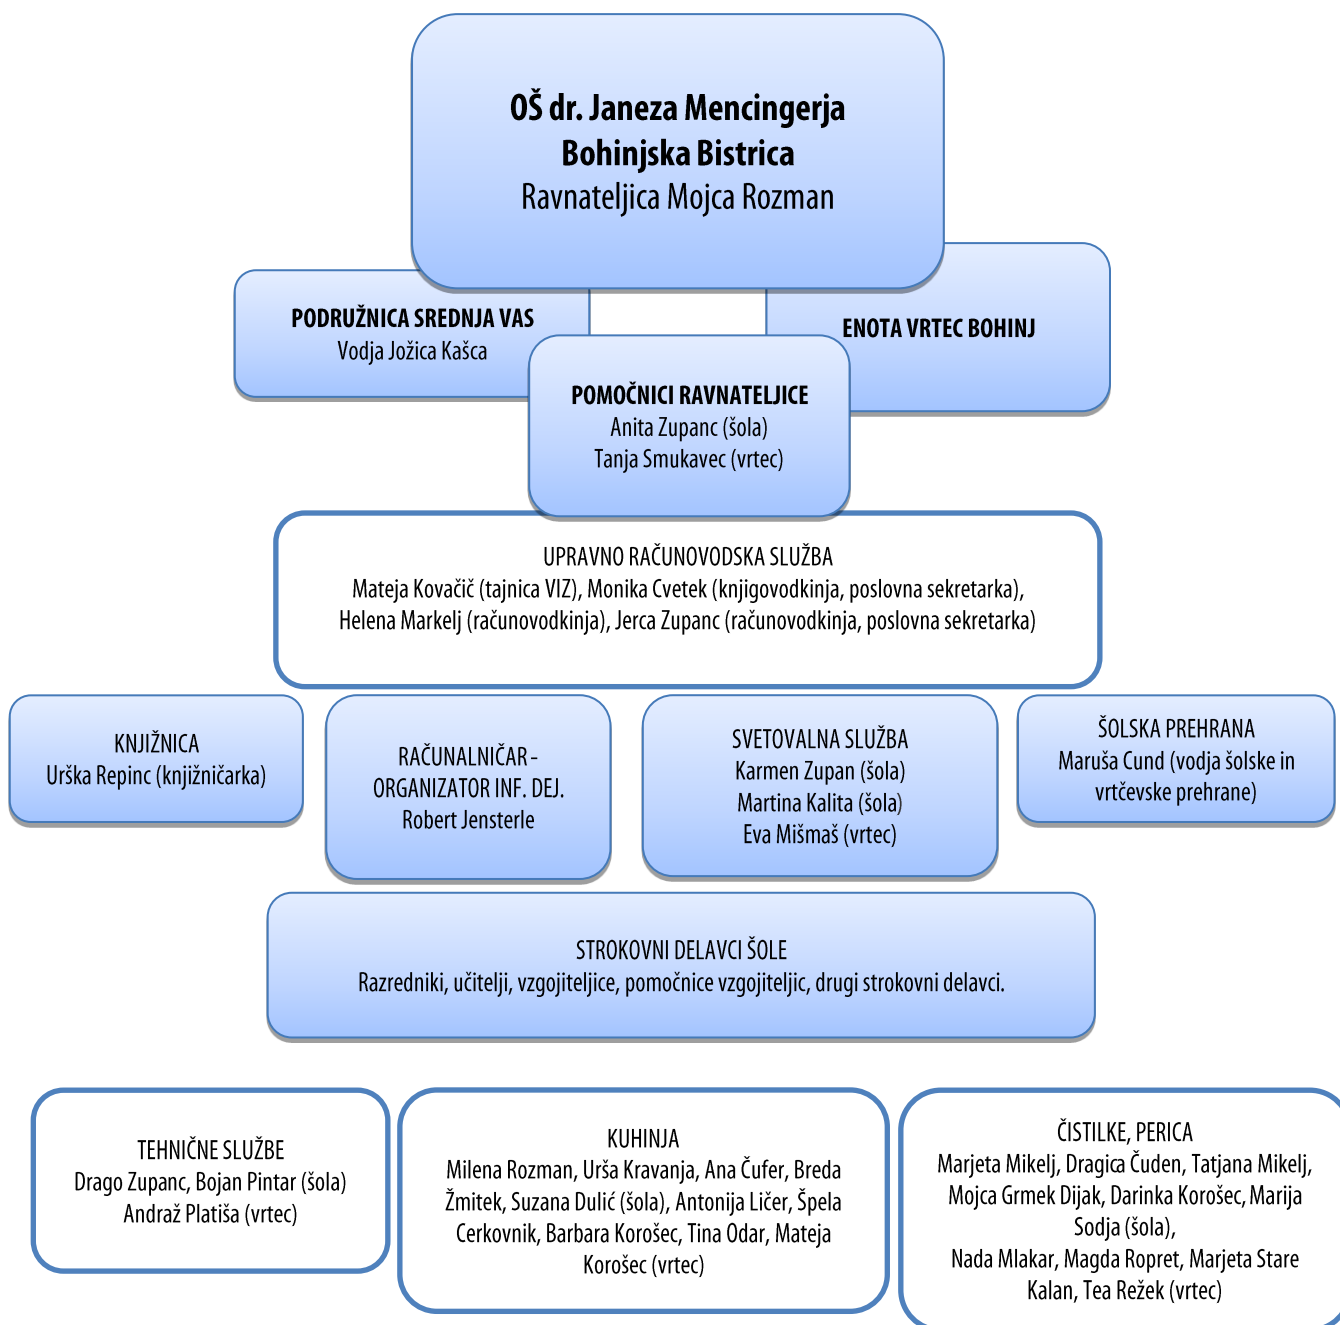 OŠ dr. Janeza Mencingerja
Bohinjska Bistrica
Ravnateljica Mojca Rozman
PODRUŽNICA SREDNJA VAS
Vodja Jožica Kašca
ENOTA VRTEC BOHINJ
POMOČNICI RAVNATELJICE
Anita Zupanc (šola)
Tanja Smukavec (vrtec)
UPRAVNO RAČUNOVODSKA SLUŽBA
Mateja Kovačič (tajnica VIZ), Monika Cvetek (knjigovodkinja, poslovna sekretarka),
Helena Markelj (računovodkinja), Jerca Zupanc (računovodkinja, poslovna sekretarka)
KNJIŽNICA
Urška Repinc (knjižničarka)
RAČUNALNIČAR -
ORGANIZATOR INF. DEJ.
Robert Jensterle
SVETOVALNA SLUŽBA
Karmen Zupan (šola)
Martina Kalita (šola)
Eva Mišmaš (vrtec)
ŠOLSKA PREHRANA
Maruša Cund (vodja šolske in
vrtčevske prehrane)
STROKOVNI DELAVCI ŠOLE
Razredniki, učitelji, vzgojiteljice, pomočnice vzgojiteljic, drugi strokovni delavci.
TEHNIČNE SLUŽBE
Drago Zupanc, Bojan Pintar (šola)
Andraž Platiša (vrtec)
KUHINJA
Milena Rozman, Urša Kravanja, Ana Čufer, Breda
Žmitek, Suzana Dulić (šola), Antonija Ličer, Špela
Cerkovnik, Barbara Korošec, Tina Odar, Mateja
Korošec (vrtec)
ČISTILKE, PERICA
Marjeta Mikelj, Dragica Čuden, Tatjana Mikelj,
Mojca Grmek Dijak, Darinka Korošec, Marija
Sodja (šola),
Nada Mlakar, Magda Ropret, Marjeta Stare
Kalan, Tea Režek (vrtec)